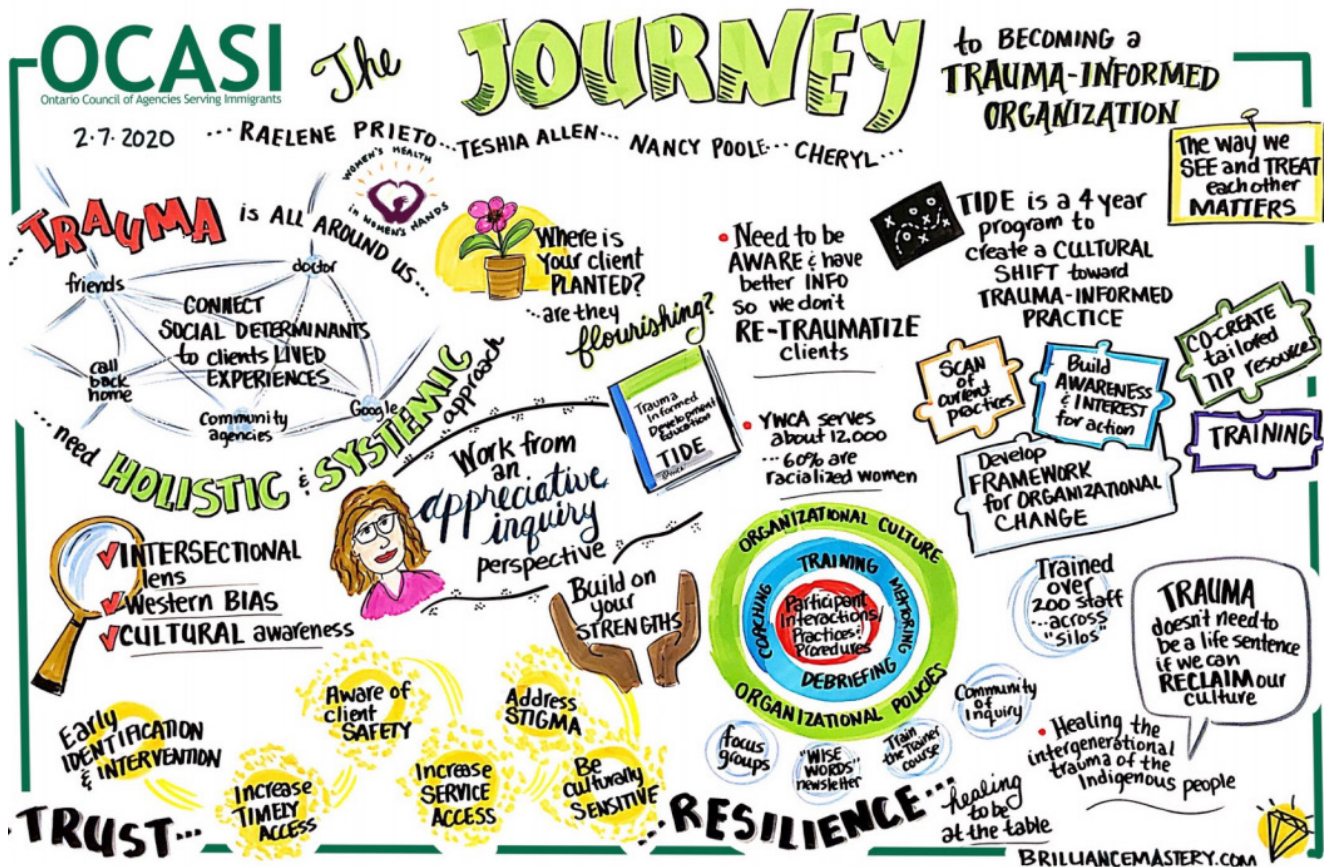 OCASI
Ontario Council of Agencies Serving Immigrants
The
JOURNEY
to BECOMING a
TRAUMA-INFORMED
ORGANIZATION
2·7·2020
...RAELENE PRIETO...TESHIA ALLEN...NANCY POOLE...CHERYL...
WOMEN'S HEALTH
in WOMEN'S HANDS
The way we
SEE and TREAT
each other
MATTERS
TRAUMA
is ALL AROUND US...
friends
doctor
CONNECT
SOCIAL DETERMINANTS
to clients LIVED
EXPERIENCES
call
back
home
Community
agencies
Google
...need HOLISTIC & SYSTEMIC
approach
Where is
your client
PLANTED?
...are they
flourishing?
• Need to be
AWARE & have
better INFO
so we don't
RE-TRAUMATIZE
clients
TIDE is a 4 year
program to
create a CULTURAL
SHIFT toward
TRAUMA-INFORMED
PRACTICE
SCAN
of
current
practices
Build
AWARENESS
& INTEREST
for action
CO-CREATE
tailored
TIP resources
TRAINING
Develop
FRAMEWORK
for ORGANIZATIONAL
CHANGE
Trauma
Informed
Development
Education
TIDE
• YWCA serves
about 12,000
...60% are
racialized women
Work from
an
appreciative
inquiry
perspective
✓INTERSECTIONAL
lens
✓Western BIAS
✓CULTURAL awareness
Build on
your
STRENGTHS
ORGANIZATIONAL CULTURE
TRAINING
COACHING
MENTORING
Participant
Interactions/
Practices &
Procedures
DEBRIEFING
ORGANIZATIONAL POLICIES
Trained
over
200 staff
...across
"silos"
TRAUMA
doesn't need to
be a life sentence
if we can
RECLAIM our
culture
Early
IDENTIFICATION
& INTERVENTION
Increase
TIMELY
ACCESS
Aware of
client
SAFETY
Increase
SERVICE
ACCESS
Address
STIGMA
Be
culturally
SENSITIVE
focus
groups
"WISE
WORDS"
newsletter
Train
the Trainer
course
Community
of
Inquiry
• Healing the
intergenerational
trauma of the
Indigenous people
TRUST...
...RESILIENCE...
healing
to be
at the table
BRILLIANCEMASTERY.COM